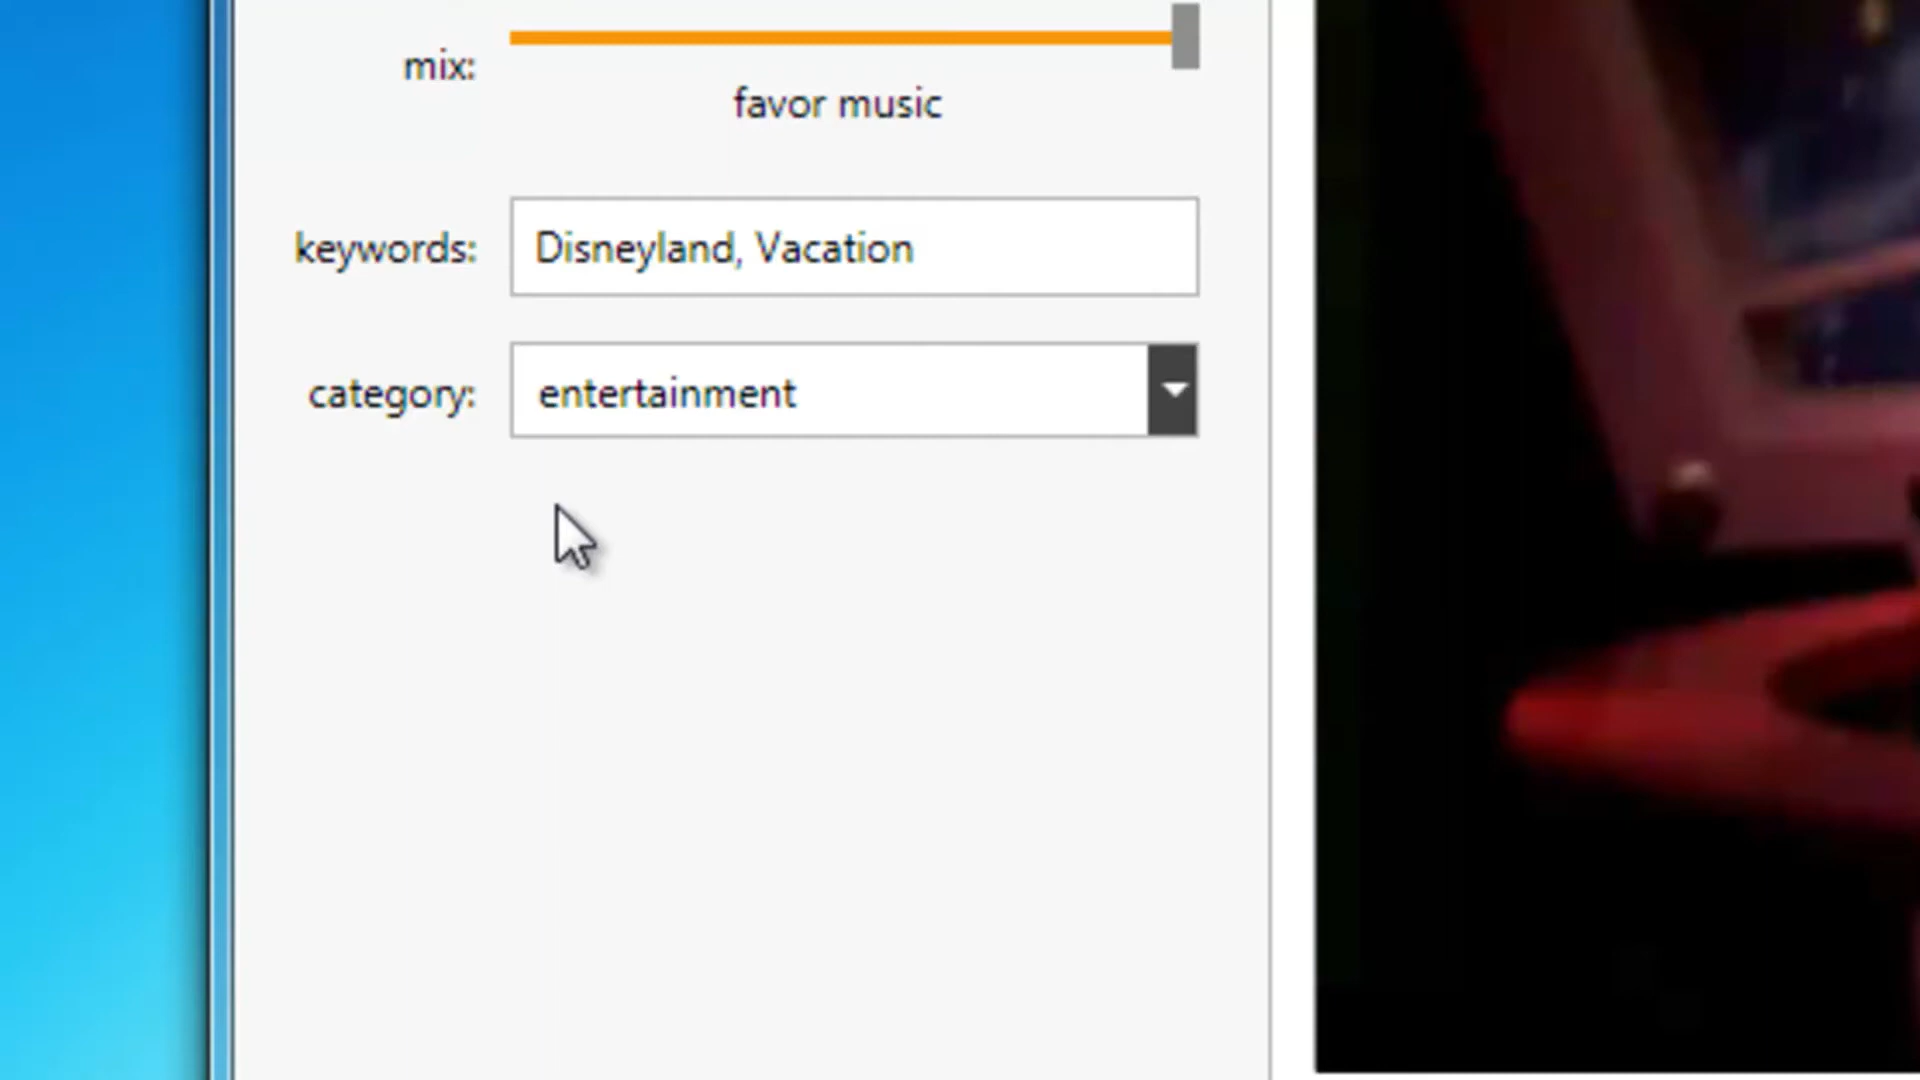 mix:
favor music
keywords: Disneyland, Vacation
category: entertainment